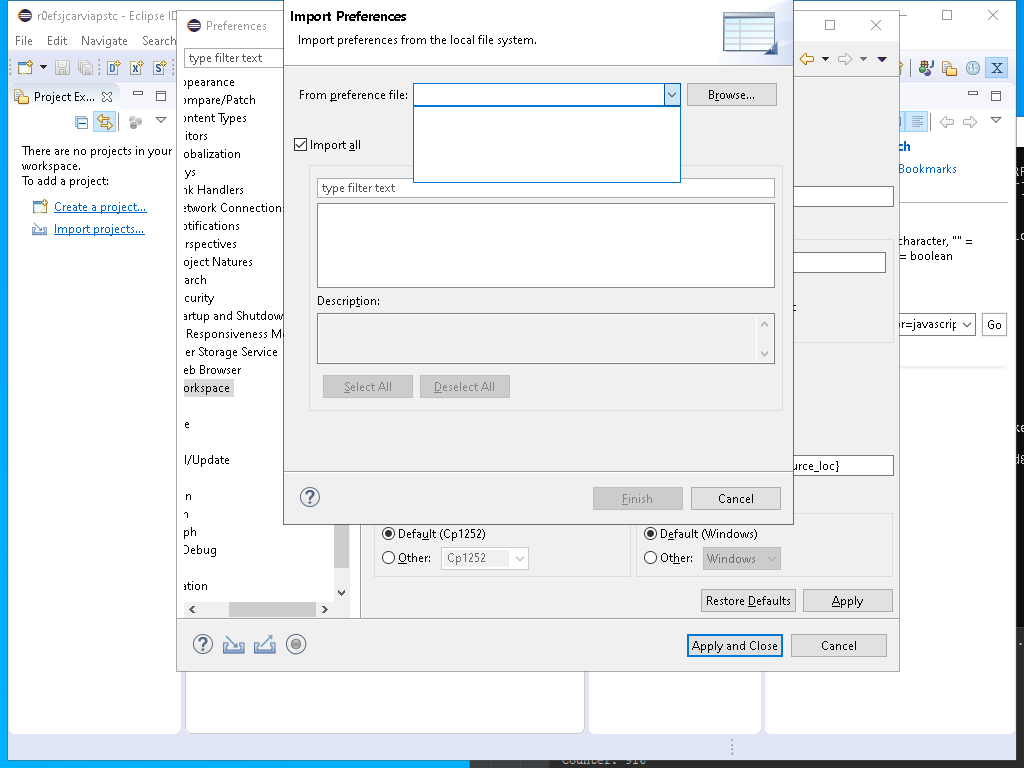 r0efsjcarviapstc - Eclipse ID
File Edit Navigate Search
Project Ex...
There are no projects in your
workspace.
To add a project:
Create a project...
Import projects...
Preferences
type filter text
pearance
ompare/Patch
ontent Types
itors
obalization
ys
nk Handlers
etwork Connection
otifications
rspectives
oject Natures
arch
curity
artup and Shutdow
Responsiveness M
er Storage Service
eb Browser
orkspace
e
l/Update
n
ph
Debug
ation
Import Preferences
Import preferences from the local file system.
From preference file:
Browse...
Import all
type filter text
Description:
Select All
Deselect All
Finish
Cancel
urce_loc}
Default (Cp1252)
Other:
Cp1252
Default (Windows)
Other:
Windows
Restore Defaults
Apply
Apply and Close
Cancel
ch
Bookmarks
character, "" =
= boolean
or=javascrip
Go
Counter: 916